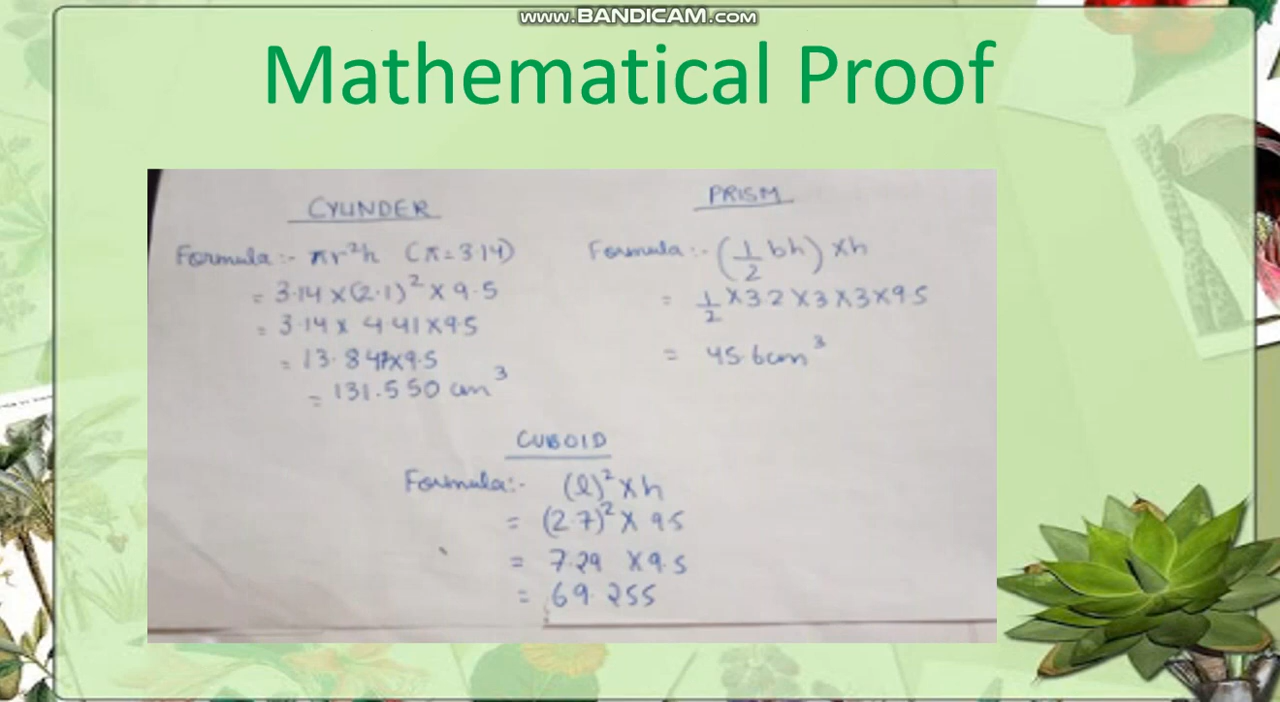 www.BANDICAM.com
Mathematical Proof
CYLINDER
Formula :- πr²h (π=3.14)
= 3.14 x (2.1)² x 9.5
= 3.14 x 4.41 x 9.5
= 13.847 x 9.5
= 131.550 cm³
PRISM
Formula :- (1/2 bh) xh
= 1/2 x 3.2 x 3 x 3 x 9.5
= 45.6cm³
CUBOID
Formula :- (l)² x h
= (2.7)² x 9.5
= 7.29 x 9.5
= 69.255